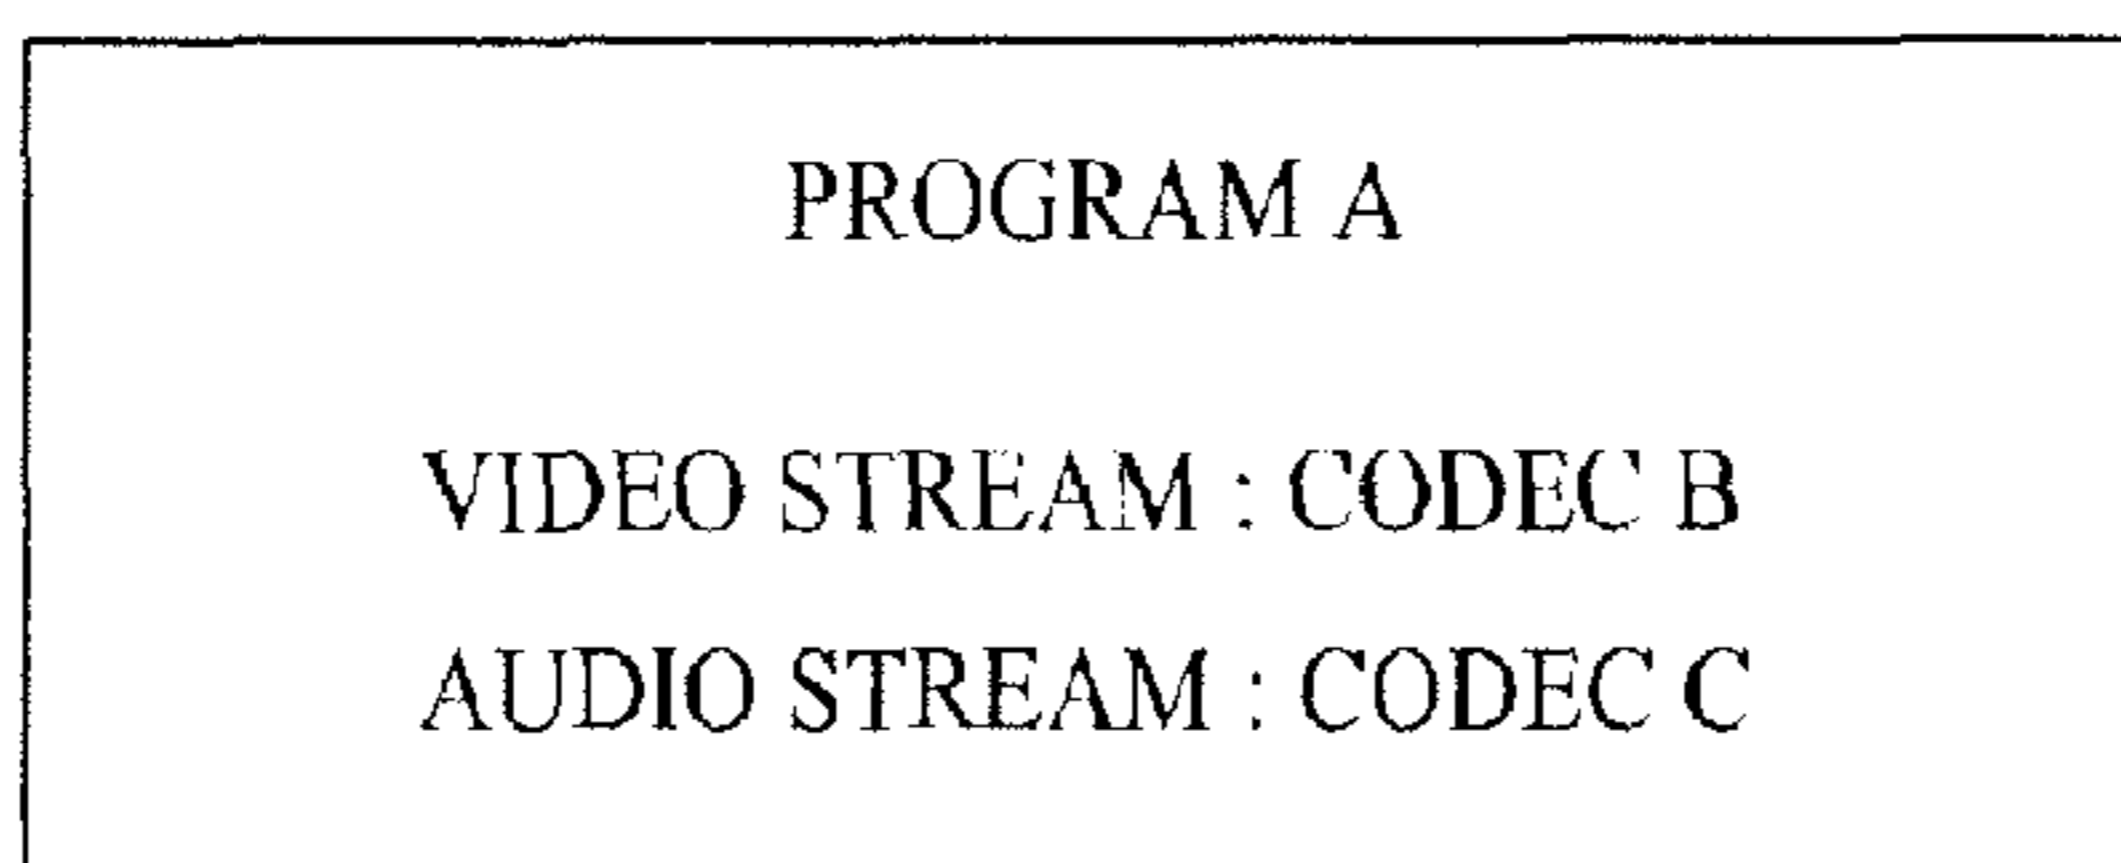 PROGRAM A
VIDEO STREAM : CODEC B
AUDIO STREAM : CODEC C